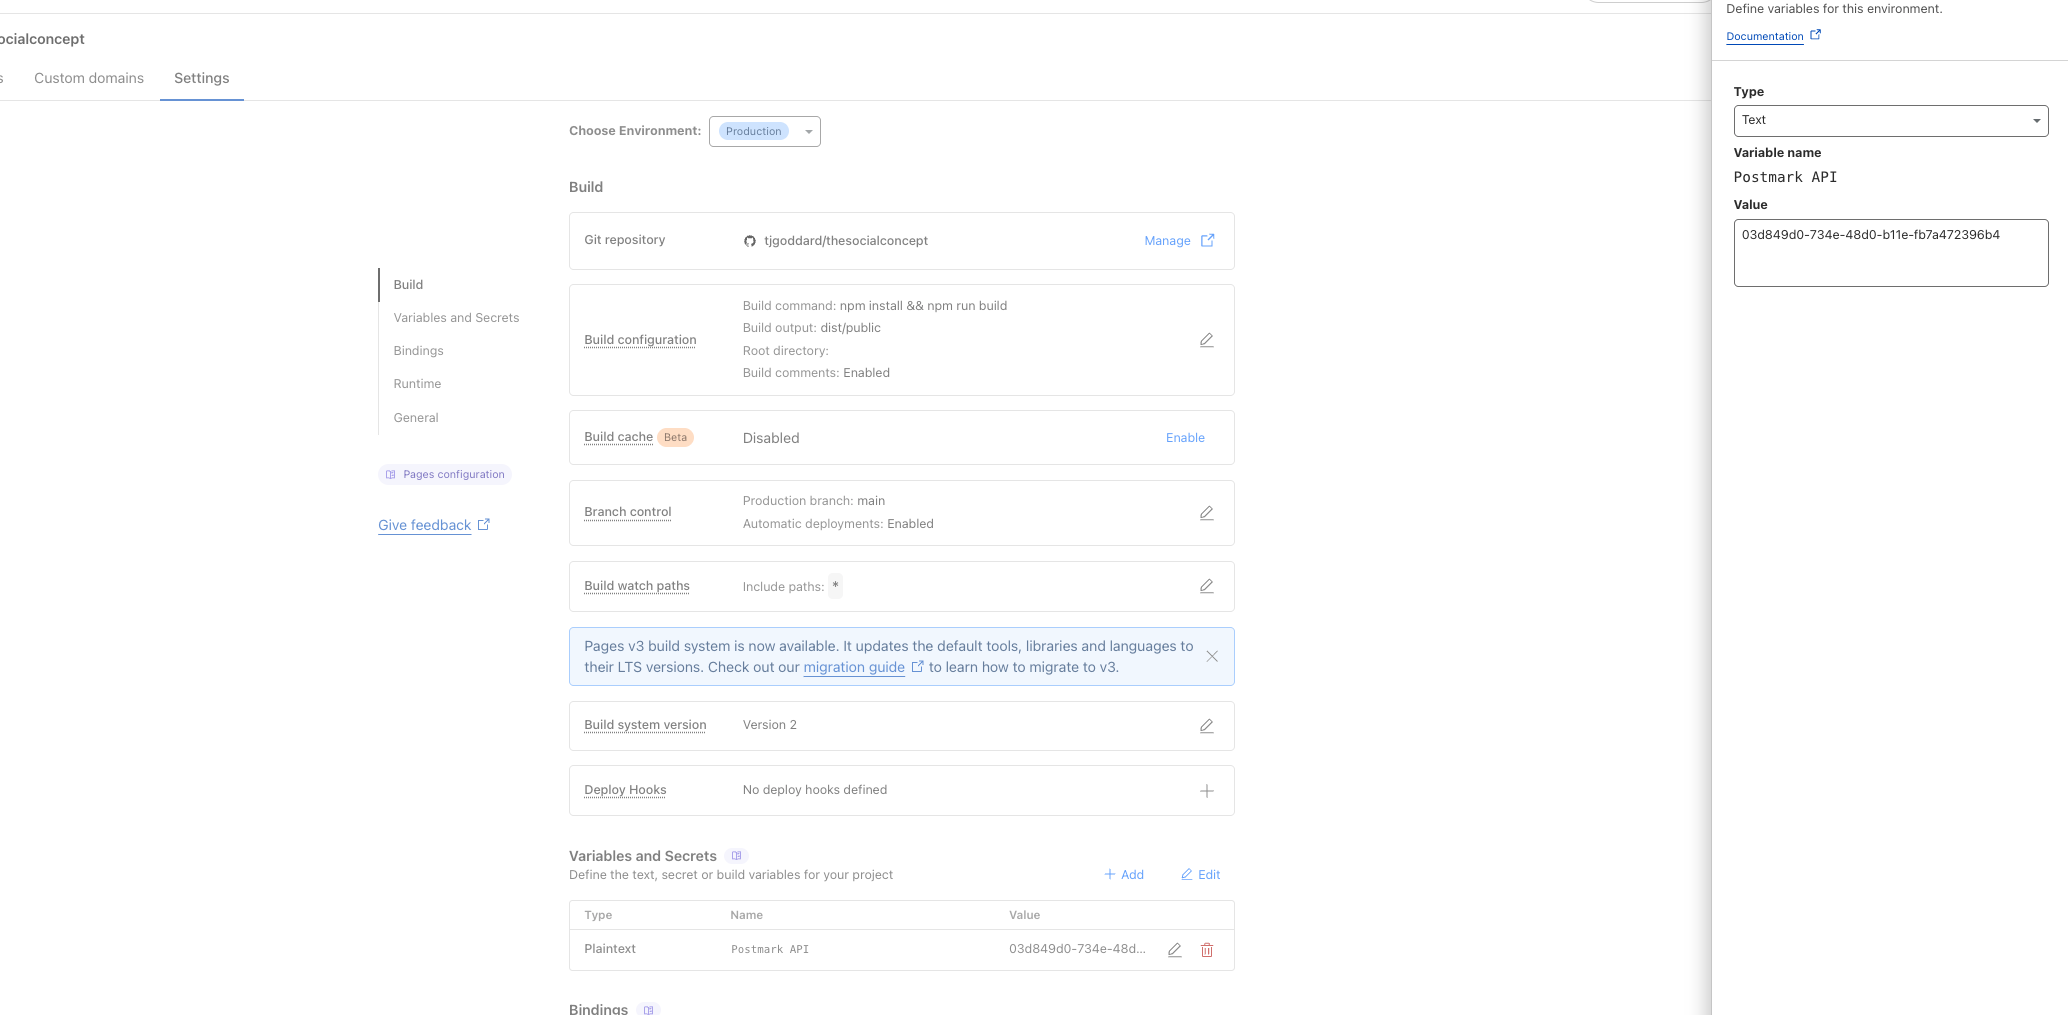 ocialconcept
s
Custom domains
Settings
Choose Environment:
Production
Build
Git repository
tjgoddard/thesocialconcept
Manage
Build
Variables and Secrets
Bindings
Runtime
General
Pages configuration
Give feedback
Build configuration
Build command: npm install && npm run build
Build output: dist/public
Root directory:
Build comments: Enabled
Build cache Beta
Disabled
Enable
Branch control
Production branch: main
Automatic deployments: Enabled
Build watch paths
Include paths: *
Pages v3 build system is now available. It updates the default tools, libraries and languages to
their LTS versions. Check out our migration guide to learn how to migrate to v3.
Build system version
Version 2
Deploy Hooks
No deploy hooks defined
Variables and Secrets
Define the text, secret or build variables for your project
Add
Edit
Type Name Value
Plaintext Postmark API 03d849d0-734e-48d...
Bindings
Define variables for this environment.
Documentation
Type
Text
Variable name
Postmark API
Value
03d849d0-734e-48d0-b11e-fb7a472396b4